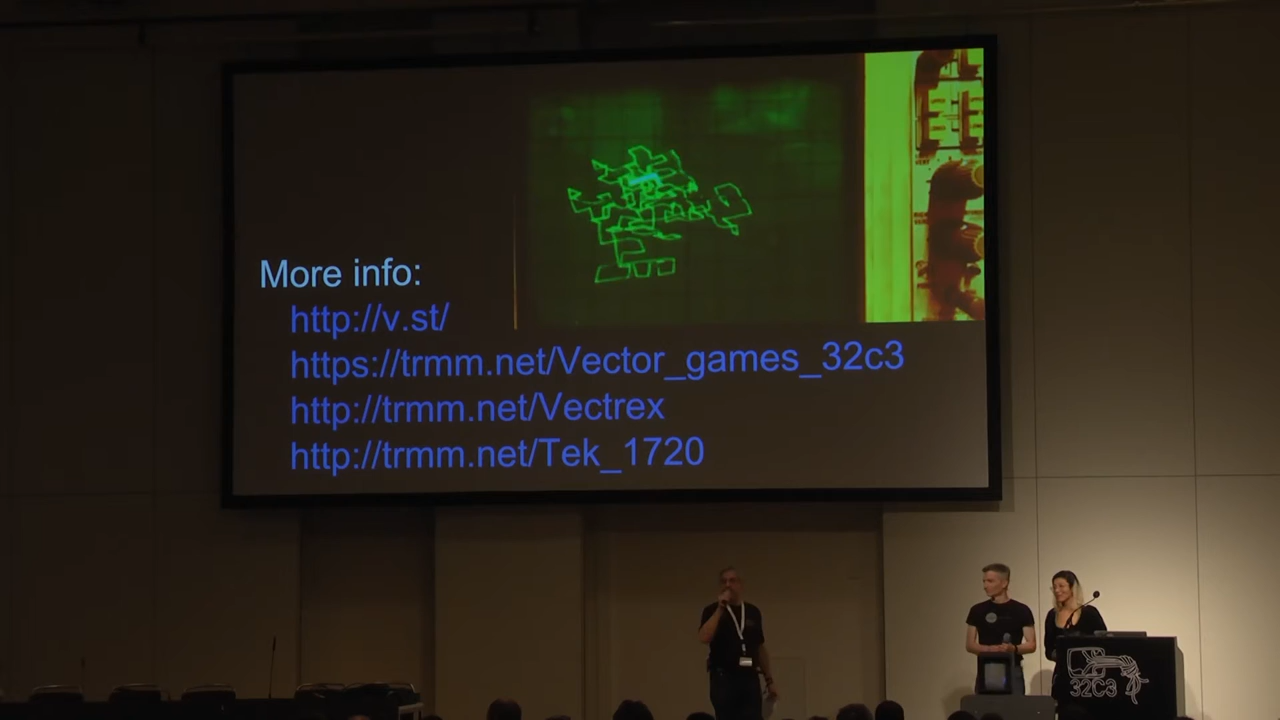 More info:
http://v.st/
https://trmm.net/Vector_games_32c3
http://trmm.net/Vectrex
http://trmm.net/Tek_1720
32C3